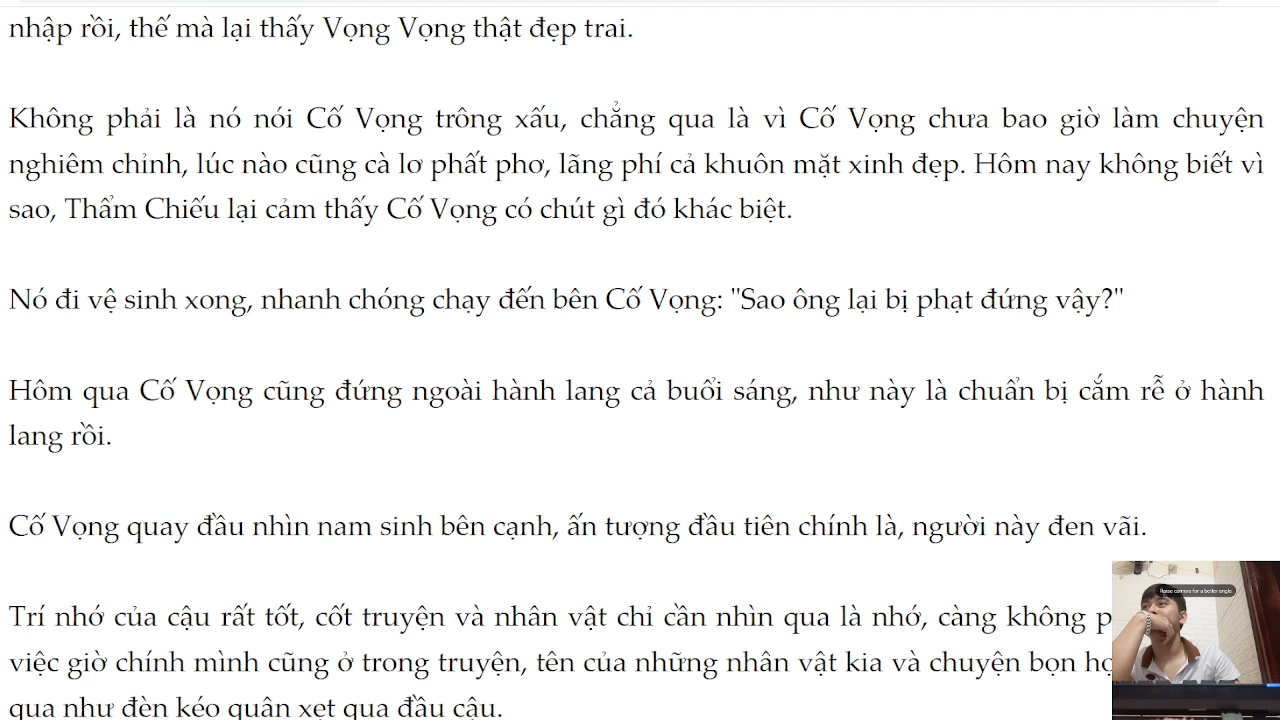 nhập rồi, thế mà lại thấy Vọng Vọng thật đẹp trai.
Không phải là nó nói Cố Vọng trông xấu, chẳng qua là vì Cố Vọng chưa bao giờ làm chuyện
nghiêm chỉnh, lúc nào cũng cà lơ phất phơ, lãng phí cả khuôn mặt xinh đẹp. Hôm nay không biết vì
sao, Thẩm Chiếu lại cảm thấy Cố Vọng có chút gì đó khác biệt.
Nó đi vệ sinh xong, nhanh chóng chạy đến bên Cố Vọng: "Sao ông lại bị phạt đứng vậy?"
Hôm qua Cố Vọng cũng đứng ngoài hành lang cả buổi sáng, như này là chuẩn bị cắm rễ ở hành
lang rồi.
Cố Vọng quay đầu nhìn nam sinh bên cạnh, ấn tượng đầu tiên chính là, người này đen vãi.
Trí nhớ của cậu rất tốt, cốt truyện và nhân vật chỉ cần nhìn qua là nhớ, càng không
việc giờ chính mình cũng ở trong truyện, tên của những nhân vật kia và chuyện bọn
qua như đèn kéo quân xẹt qua đầu cậu.
Raise camera for a better angle